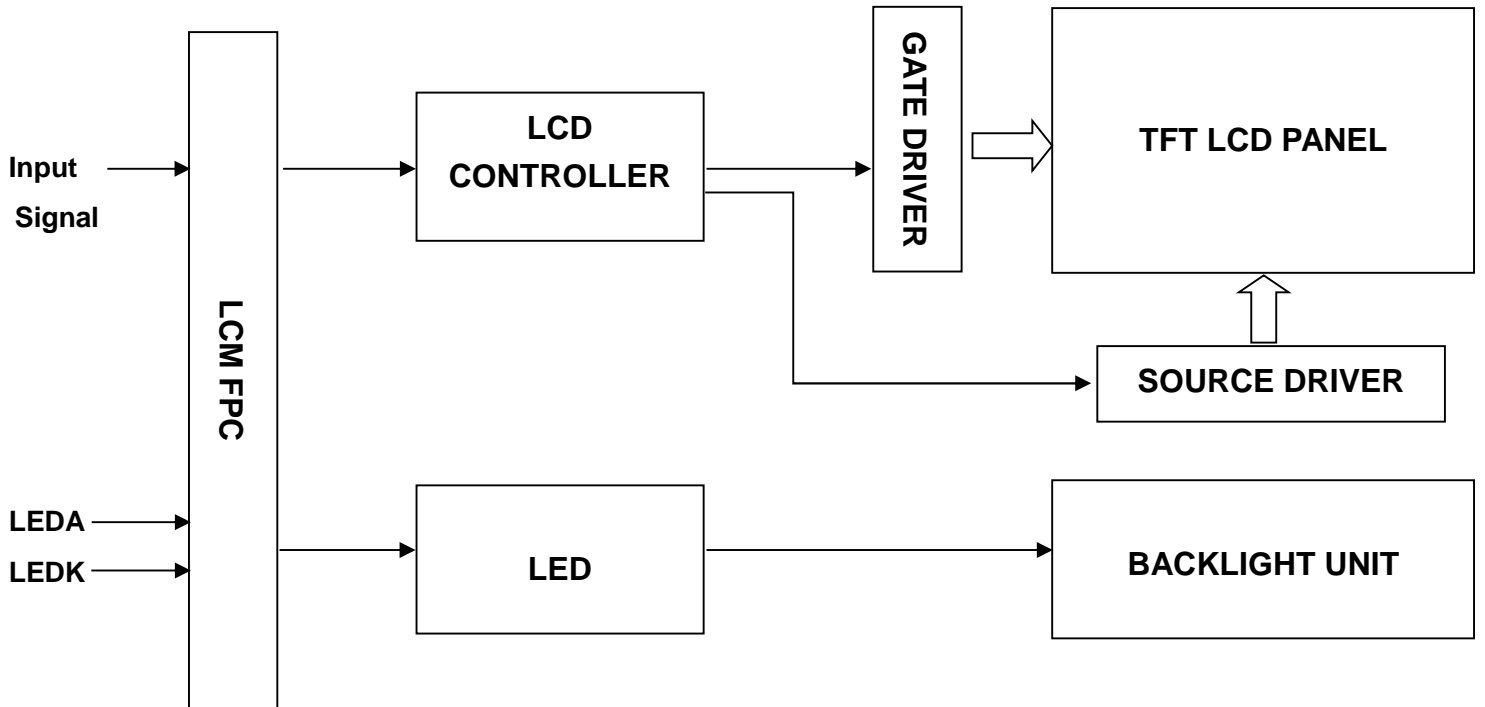 Input
Signal
LEDA
LEDK
LCM FPC
LCD
CONTROLLER
LED
GATE DRIVER
TFT LCD PANEL
SOURCE DRIVER
BACKLIGHT UNIT